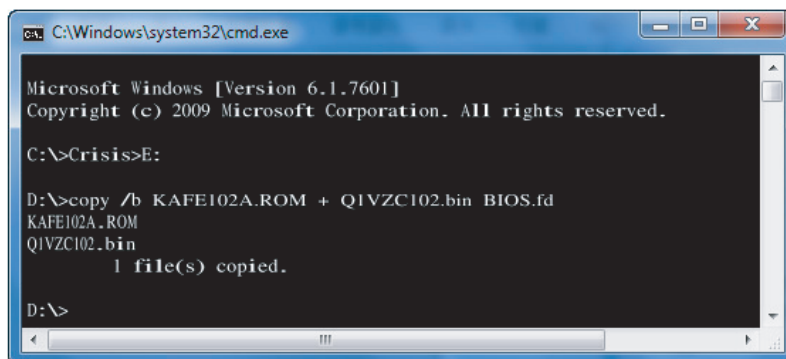 C:\Windows\system32\cmd.exe
Microsoft Windows [Version 6.1.7601]
Copyright (c) 2009 Microsoft Corporation. All rights reserved.
C:\>Crisis>E:
D:\>copy /b KAFE102A.ROM + Q1VZC102.bin BIOS.fd
KAFE102A.ROM
Q1VZC102.bin
1 file(s) copied.
D:\>